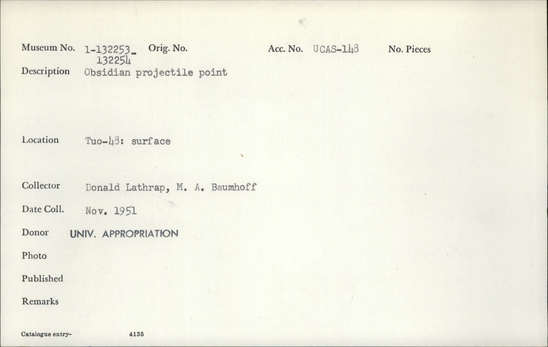 Museum No. 1-132253- Orig. No. Acc. No. UCAS-148 No. Pieces
132254
Description Obsidian projectile point
Location Tuo-48: surface
Collector Donald Lathrap, M. A. Baumhoff
Date Coll. Nov. 1951
Donor UNIV. APPROPRIATION
Photo
Published
Remarks
Catalogue entry- 4135